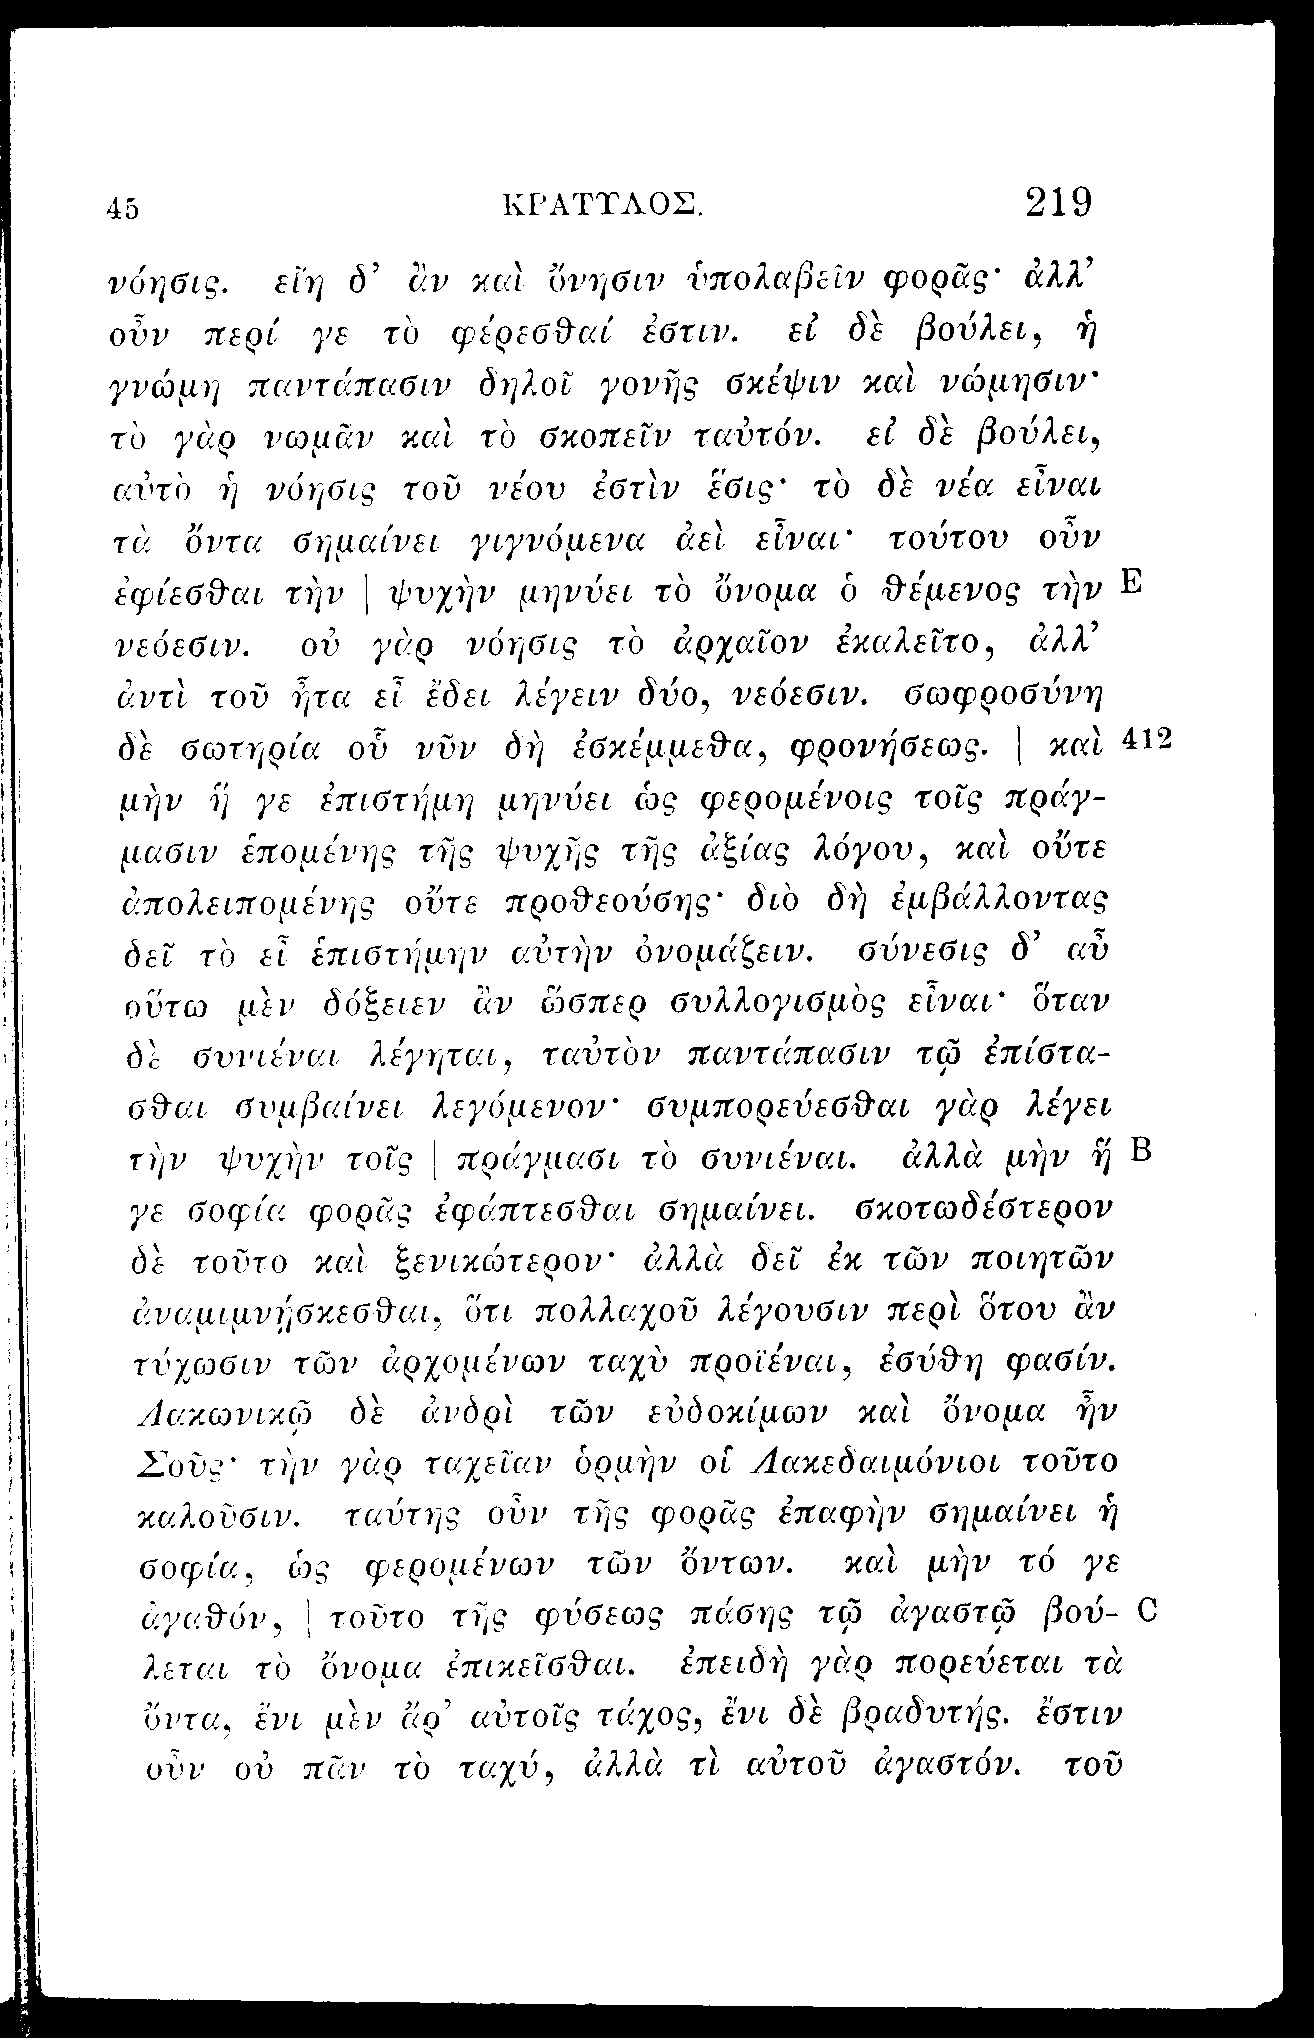 45 ΚΡΑΤΥΛΟΣ. 219
νόησις. εἴη δ’ ἂν καὶ ὄνησιν ὑπολαβεῖν φορᾶς· ἀλλ’
οὖν περί γε τὸ φέρεσθαί ἐστιν. εἰ δὲ βούλει, ἡ
γνώμη παντάπασιν δηλοῖ γονῆς σκέψιν καὶ νώμησιν·
τὸ γὰρ νωμᾶν καὶ τὸ σκοπεῖν ταὐτόν. εἰ δὲ βούλει,
αὐτὸ ἡ νόησις τοῦ νέου ἐστὶν ἕσις· τὸ δὲ νέα εἶναι
τὰ ὄντα σημαίνει γιγνόμενα ἀεὶ εἶναι· τούτου οὖν
ἐφίεσθαι τὴν | ψυχὴν μηνύει τὸ ὄνομα ὁ θέμενος τὴν E
νεόεσιν. οὐ γὰρ νόησις τὸ ἀρχαῖον ἐκαλεῖτο, ἀλλ’
ἀντὶ τοῦ ἦτα εἶ ἔδει λέγειν δύο, νεόεσιν. σωφροσύνη
δὲ σωτηρία οὗ νῦν δὴ ἐσκέμμεθα, φρονήσεως. | καὶ 412
μὴν ἥ γε ἐπιστήμη μηνύει ὡς φερομένοις τοῖς πράγ-
μασιν ἑπομένης τῆς ψυχῆς τῆς ἀξίας λόγου, καὶ οὔτε
ἀπολειπομένης οὔτε προθεούσης· διὸ δὴ ἐμβάλλοντας
δεῖ τὸ εἶ ἑπιστήμην αὐτὴν ὀνομάζειν. σύνεσις δ’ αὖ
οὕτω μὲν δόξειεν ἂν ὥσπερ συλλογισμὸς εἶναι· ὅταν
δὲ συνιέναι λέγηται, ταὐτὸν παντάπασιν τῷ ἐπίστα-
σθαι συμβαίνει λεγόμενον· συμπορεύεσθαι γὰρ λέγει
τὴν ψυχὴν τοῖς | πράγμασι τὸ συνιέναι. ἀλλὰ μὴν ἥ B
γε σοφία φορᾶς ἐφάπτεσθαι σημαίνει. σκοτωδέστερον
δὲ τοῦτο καὶ ξενικώτερον· ἀλλὰ δεῖ ἐκ τῶν ποιητῶν
ἀναμιμνῄσκεσθαι, ὅτι πολλαχοῦ λέγουσιν περὶ ὅτου ἂν
τύχωσιν τῶν ἀρχομένων ταχὺ προϊέναι, ἐσύθη φασίν.
Λακωνικῷ δὲ ἀνδρὶ τῶν εὐδοκίμων καὶ ὄνομα ἦν
Σοῦς· τὴν γὰρ ταχεῖαν ὁρμὴν οἱ Λακεδαιμόνιοι τοῦτο
καλοῦσιν. ταύτης οὖν τῆς φορᾶς ἐπαφὴν σημαίνει ἡ
σοφία, ὡς φερομένων τῶν ὄντων. καὶ μὴν τό γε
ἀγαθόν, | τοῦτο τῆς φύσεως πάσης τῷ ἀγαστῷ βού- C
λεται τὸ ὄνομα ἐπικεῖσθαι. ἐπειδὴ γὰρ πορεύεται τὰ
ὄντα, ἔνι μὲν ἄρ’ αὐτοῖς τάχος, ἔνι δὲ βραδυτής. ἔστιν
οὖν οὐ πᾶν τὸ ταχύ, ἀλλὰ τὶ αὐτοῦ ἀγαστόν. τοῦ